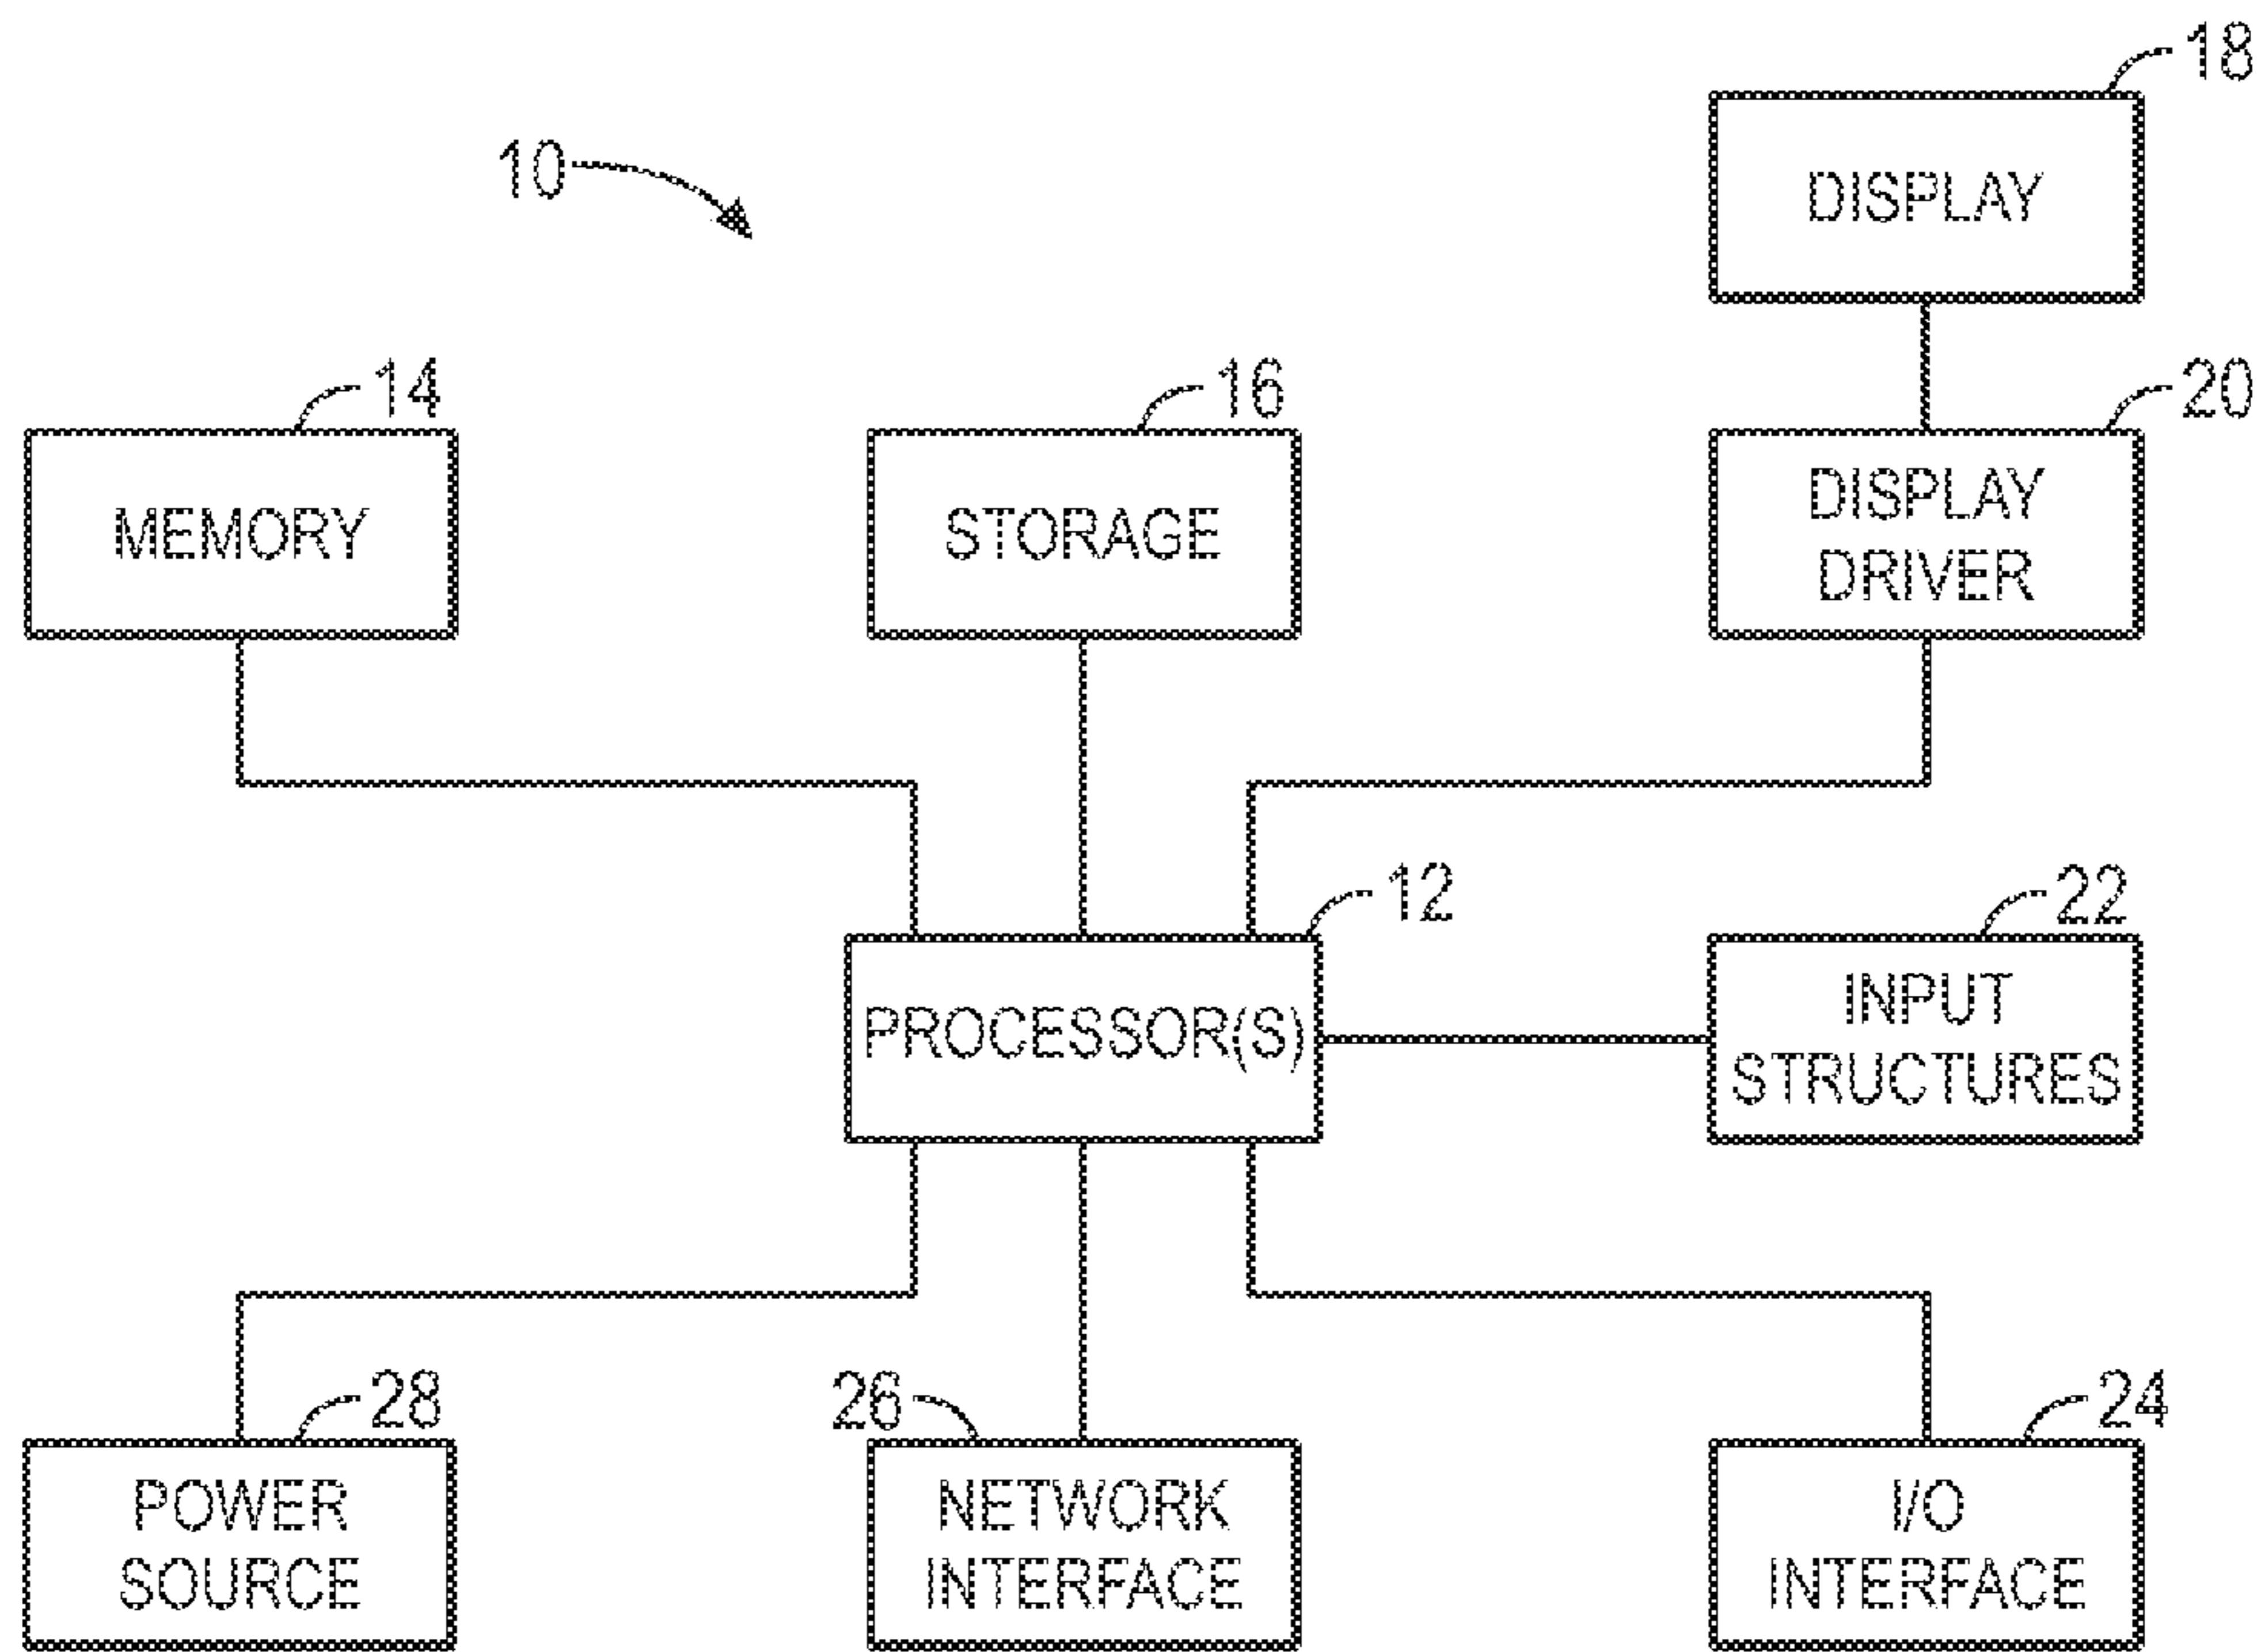 18
10
DISPLAY
14
16
20
MEMORY
STORAGE
DISPLAY
DRIVER
12
22
PROCESSOR(S)
INPUT
STRUCTURES
28
26
24
POWER
SOURCE
NETWORK
INTERFACE
I/O
INTERFACE